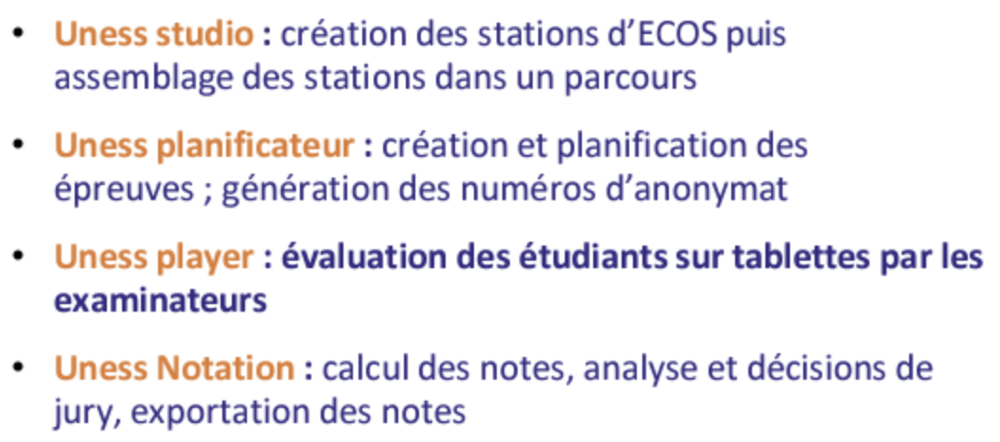 • Uness studio : création des stations d’ECOS puis
assemblage des stations dans un parcours
• Uness planificateur : création et planification des
épreuves ; génération des numéros d’anonymat
• Uness player : évaluation des étudiants sur tablettes par les
examinateurs
• Uness Notation : calcul des notes, analyse et décisions de
jury, exportation des notes